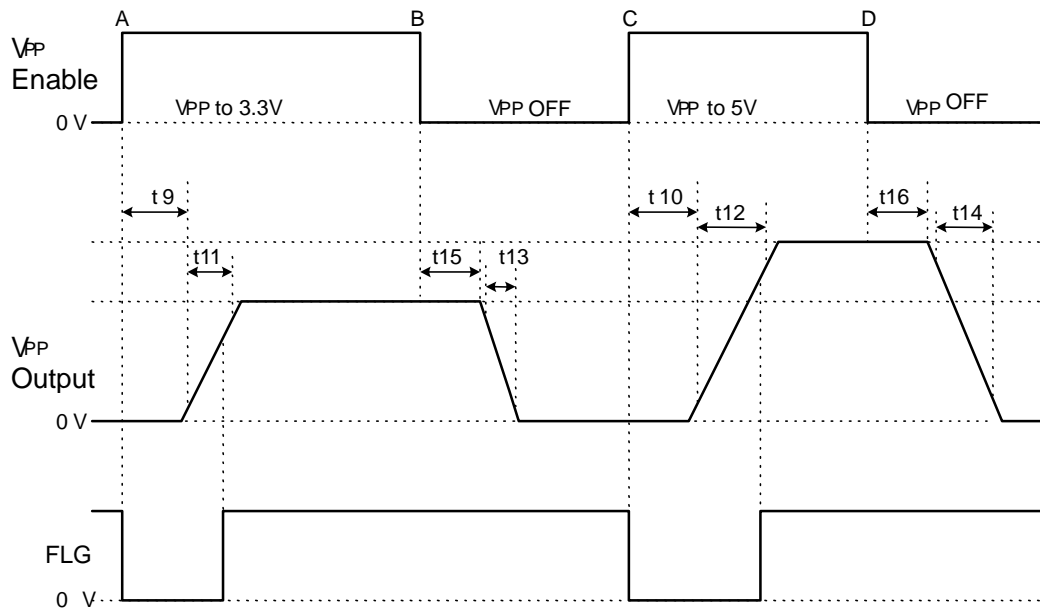 A B C D
VPP
Enable
VPP to 3.3V VPP OFF VPP to 5V VPP OFF
0 V
t 9 t 10 t12 t16 t14
t11 t15 t13
VPP
Output
0 V
FLG
0 V